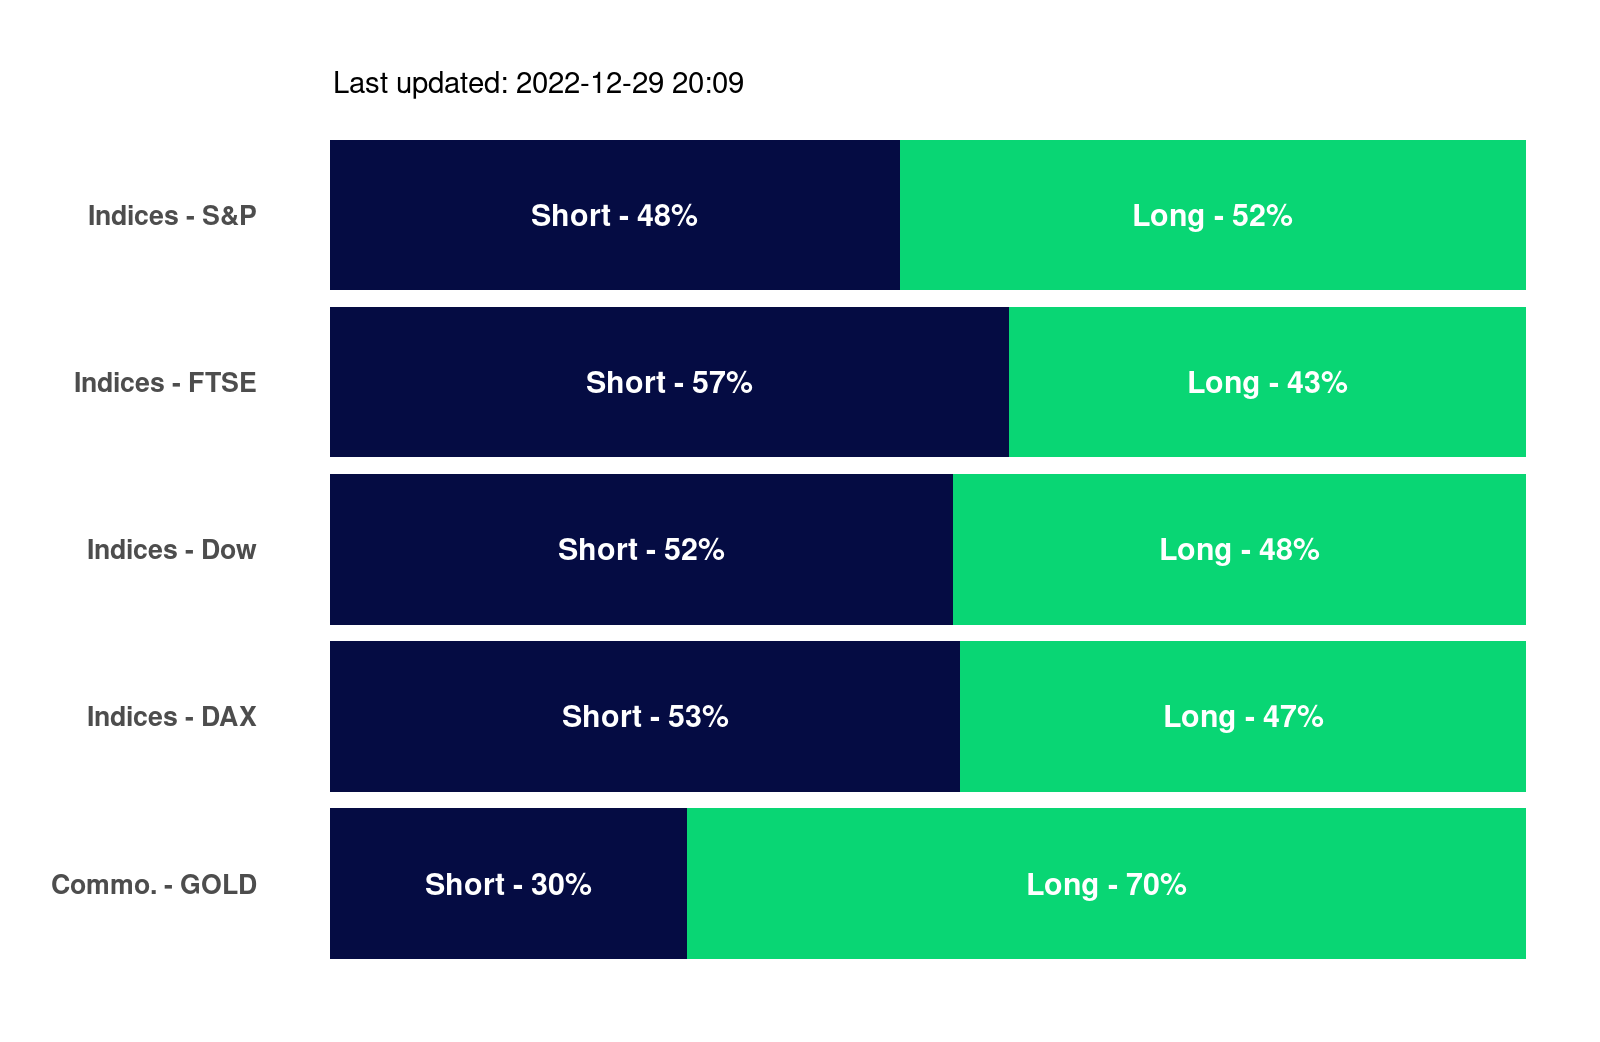 Last updated: 2022-12-29 20:09
Indices - S&P Short - 48% Long - 52%
Indices - FTSE Short - 57% Long - 43%
Indices - Dow Short - 52% Long - 48%
Indices - DAX Short - 53% Long - 47%
Commo. - GOLD Short - 30% Long - 70%